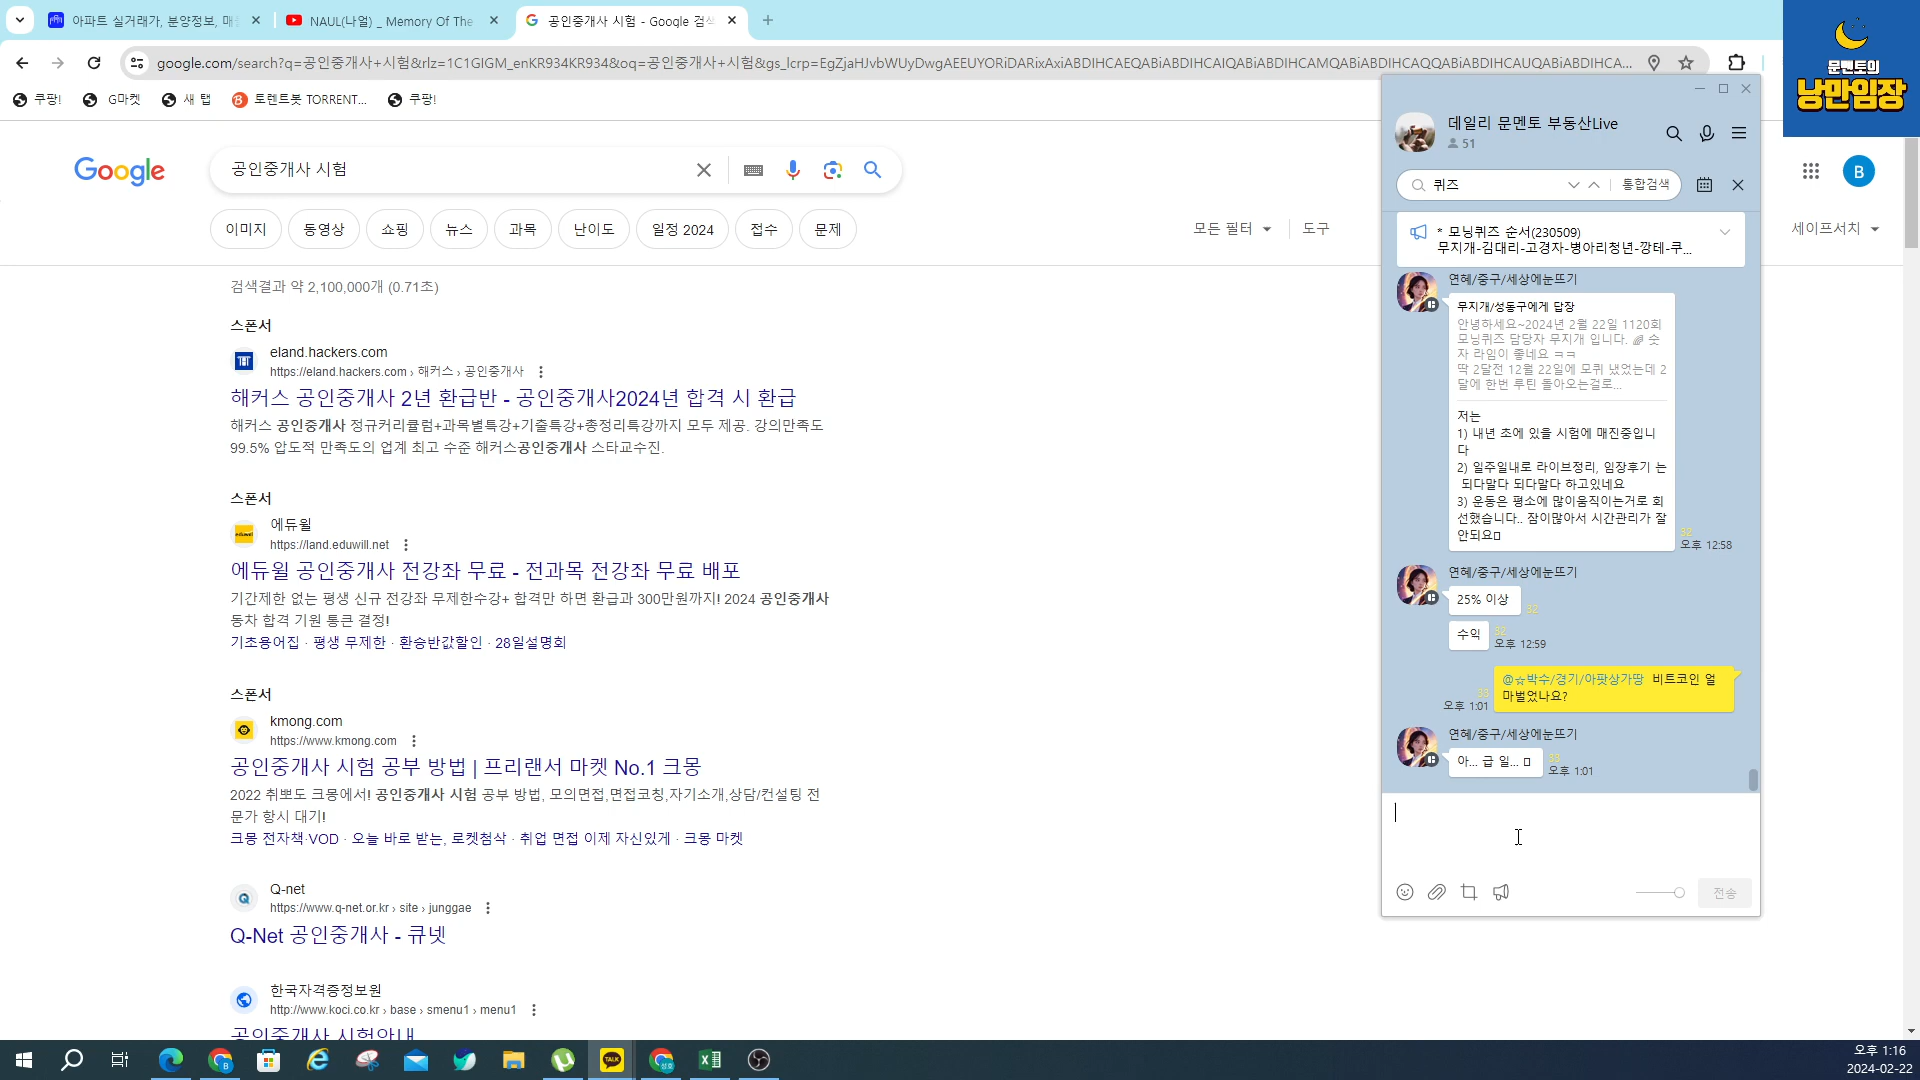 아파트 실거래가, 분양정보, 매물
NAUL(나얼) _ Memory Of The
공인중개사 시험 - Google 검색
google.com/search?q=공인중개사+시험&rlz=1C1GIGM_enKR934KR934&oq=공인중개사+시험&gs_lcrp=EgZjaHJvbWUyDwgAEEUYORiDARixAxiABDIHCAEQABiABDIHCAIQABiABDIHCAMQABiABDIHCAQQABiABDIHCAUQABiABDIHCA...
쿠팡!
G마켓
새 탭
토렌트봇 TORRENT...
쿠팡!
문멘토의
낭만임장
Google
공인중개사 시험
B
이미지
동영상
쇼핑
뉴스
과목
난이도
일정 2024
접수
문제
모든 필터
도구
세이프서치
검색결과 약 2,100,000개 (0.71초)
스폰서
eland.hackers.com
https://eland.hackers.com › 해커스 › 공인중개사
해커스 공인중개사 2년 환급반 - 공인중개사2024년 합격 시 환급
해커스 공인중개사 정규커리큘럼+과목별특강+기출특강+총정리특강까지 모두 제공. 강의만족도
99.5% 압도적 만족도의 업계 최고 수준 해커스공인중개사 스타교수진.
스폰서
에듀윌
eduwill
https://land.eduwill.net
에듀윌 공인중개사 전강좌 무료 - 전과목 전강좌 무료 배포
기간제한 없는 평생 신규 전강좌 무제한수강+ 합격만 하면 환급과 300만원까지! 2024 공인중개사
동차 합격 기원 통큰 결정!
기초용어집 · 평생 무제한 · 환승반값할인 · 28일설명회
스폰서
kmong.com
https://www.kmong.com
공인중개사 시험 공부 방법 | 프리랜서 마켓 No.1 크몽
2022 취뽀도 크몽에서! 공인중개사 시험 공부 방법, 모의면접,면접코칭,자기소개,상담/컨설팅 전
문가 항시 대기!
크몽 전자책·VOD · 오늘 바로 받는, 로켓첨삭 · 취업 면접 이제 자신있게 · 크몽 마켓
Q-net
https://www.q-net.or.kr › site › junggae
Q-Net 공인중개사 - 큐넷
한국자격증정보원
http://www.koci.co.kr › base › smenu1 › menu1
공인중개사 시험안내
데일리 문멘토 부동산Live
51
퀴즈
통합검색
* 모닝퀴즈 순서(230509)
무지개-김대리-고경자-병아리청년-깡테-쿠...
연혜/중구/세상에눈뜨기
무지개/성동구에게 답장
안녕하세요~2024년 2월 22일 1120회
모닝퀴즈 담당자 무지개 입니다. 🌈 숫
자 라임이 좋네요 ㅋㅋ
딱 2달전 12월 22일에 모퀴 냈었는데 2
달에 한번 루틴 돌아오는걸로...
저는
1) 내년 초에 있을 시험에 매진중입니
다
2) 일주일내로 라이브정리, 임장후기 는
되다말다 되다말다 하고있네요
3) 운동은 평소에 많이움직이는거로 회
선했습니다.. 잠이많아서 시간관리가 잘
안되요
32
오후 12:58
연혜/중구/세상에눈뜨기
25% 이상
32
수익
32
오후 12:59
@☆박수/경기/아팟상가땅 비트코인 얼
마벌었나요?
33
오후 1:01
연혜/중구/세상에눈뜨기
아... 급 일...
33
오후 1:01
전송
TALK
오후 1:16
2024-02-22